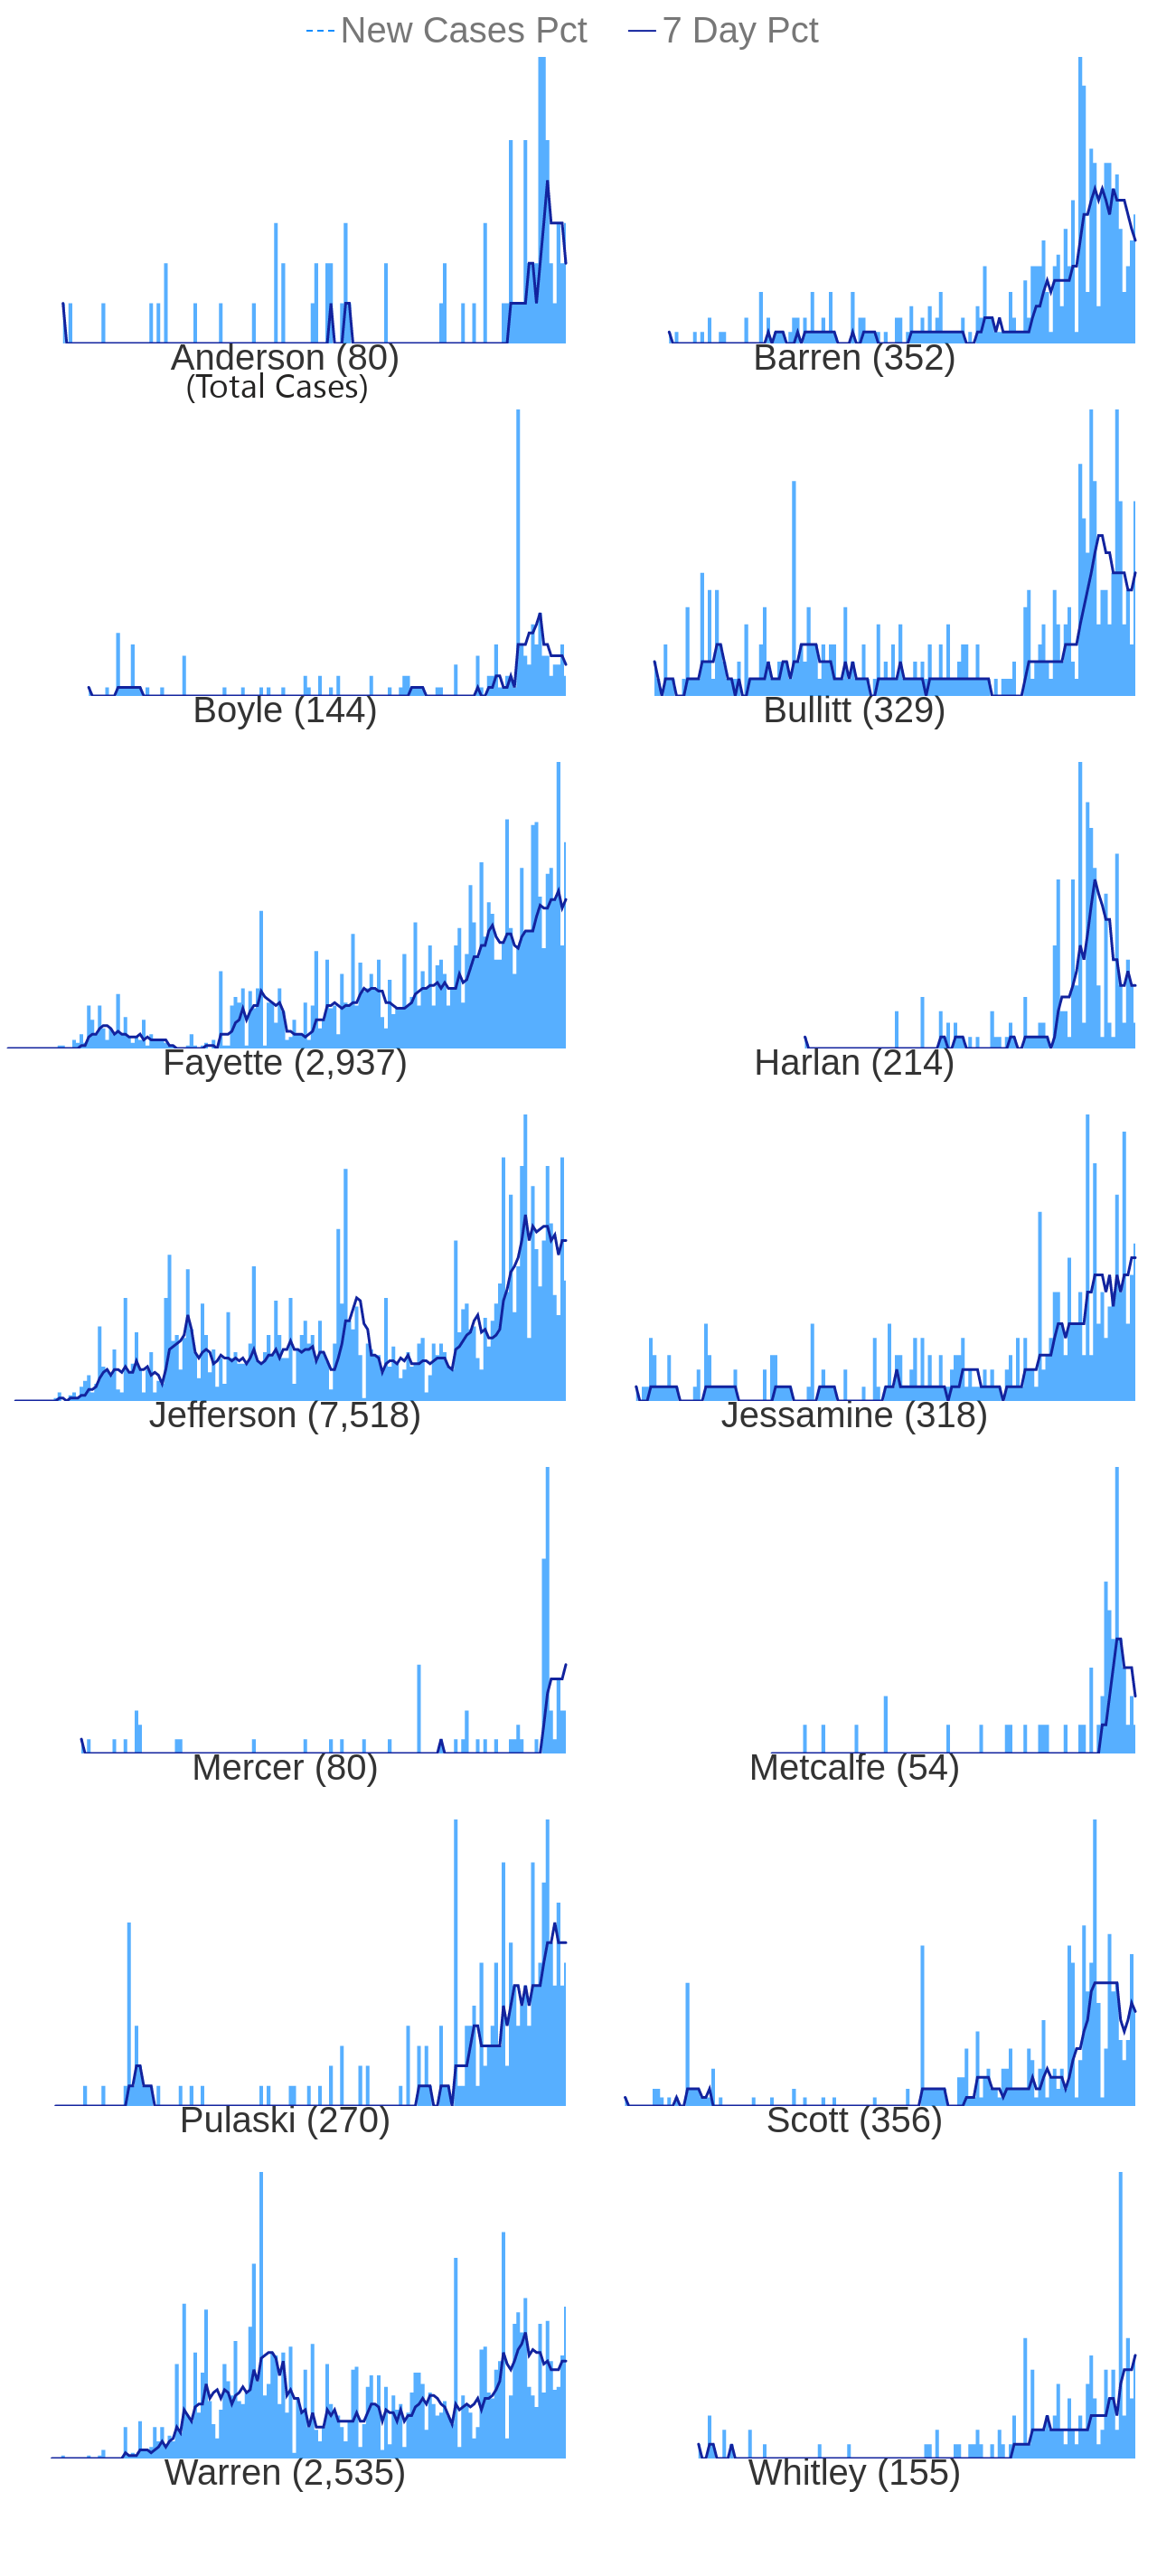 New Cases Pct 7 Day Pct
Anderson (80) Barren (352)
(Total Cases)
Boyle (144) Bullitt (329)
Fayette (2,937) Harlan (214)
Jefferson (7,518) Jessamine (318)
Mercer (80) Metcalfe (54)
Pulaski (270) Scott (356)
Warren (2,535) Whitley (155)